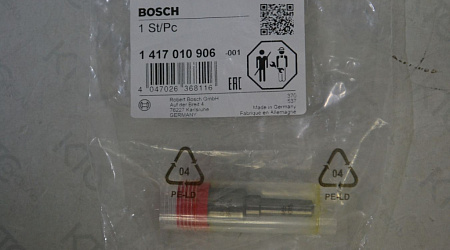 BOSCH
1 St/Pc
1 417 010 906 -001
4 047026 368116
EAC
Robert Bosch GmbH
Auf der Breit 4
76227 Karlsruhe
GERMANY
Made in Germany
Fabriqué en Allemagne
04
PE-LD
04
PE-LD